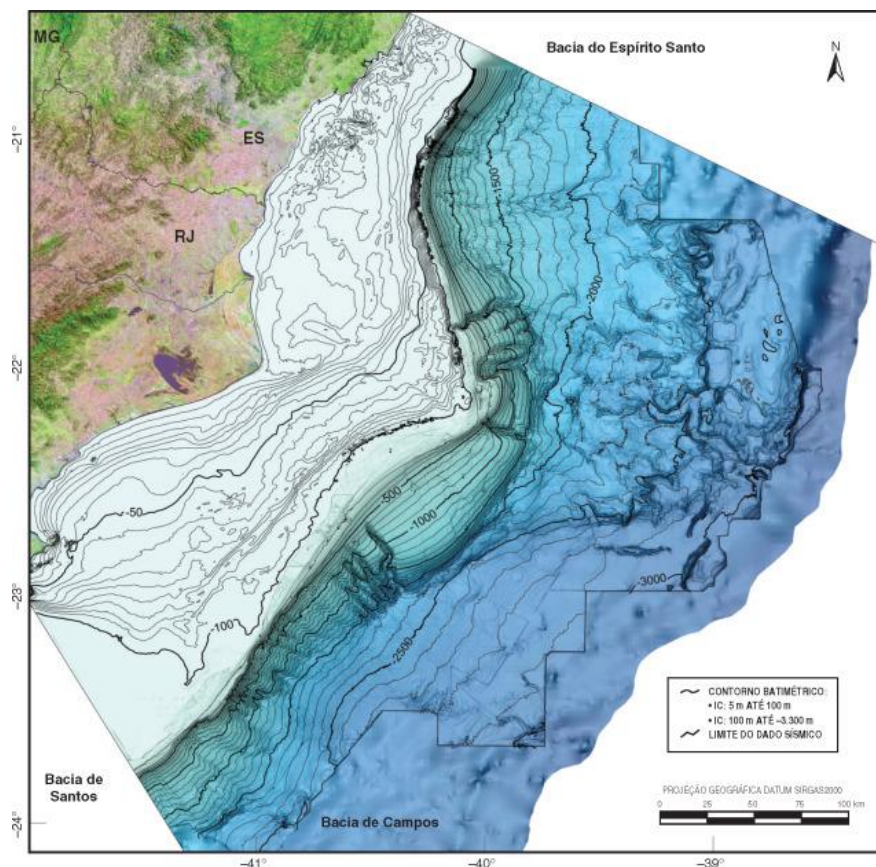 Bacia do Espírito Santo
N
MG
ES
RJ
-21°
-22°
-23°
-24°
-1500
-2000
-50
-500
-1000
-100
-2500
-3000
CONTORNO BATIMÉTRICO:
• IC: 5 m ATÉ 100 m
• IC: 100 m ATÉ –3.300 m
LIMITE DO DADO SÍSMICO
Bacia de
Santos
Bacia de Campos
PROJEÇÃO GEOGRÁFICA DATUM SIRGAS2000
0 25 50 75 100 km
-41° -40° -39°